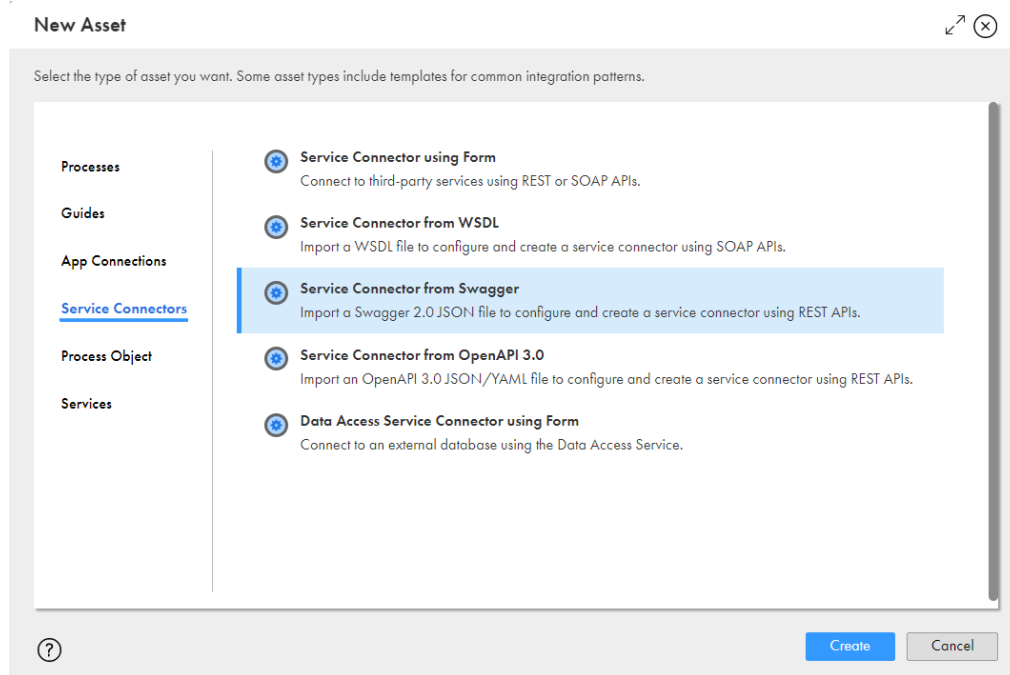 New Asset
Select the type of asset you want. Some asset types include templates for common integration patterns.
Processes
Guides
App Connections
Service Connectors
Process Object
Services
Service Connector using Form
Connect to third-party services using REST or SOAP APIs.
Service Connector from WSDL
Import a WSDL file to configure and create a service connector using SOAP APIs.
Service Connector from Swagger
Import a Swagger 2.0 JSON file to configure and create a service connector using REST APIs.
Service Connector from OpenAPI 3.0
Import an OpenAPI 3.0 JSON/YAML file to configure and create a service connector using REST APIs.
Data Access Service Connector using Form
Connect to an external database using the Data Access Service.
?
Create
Cancel